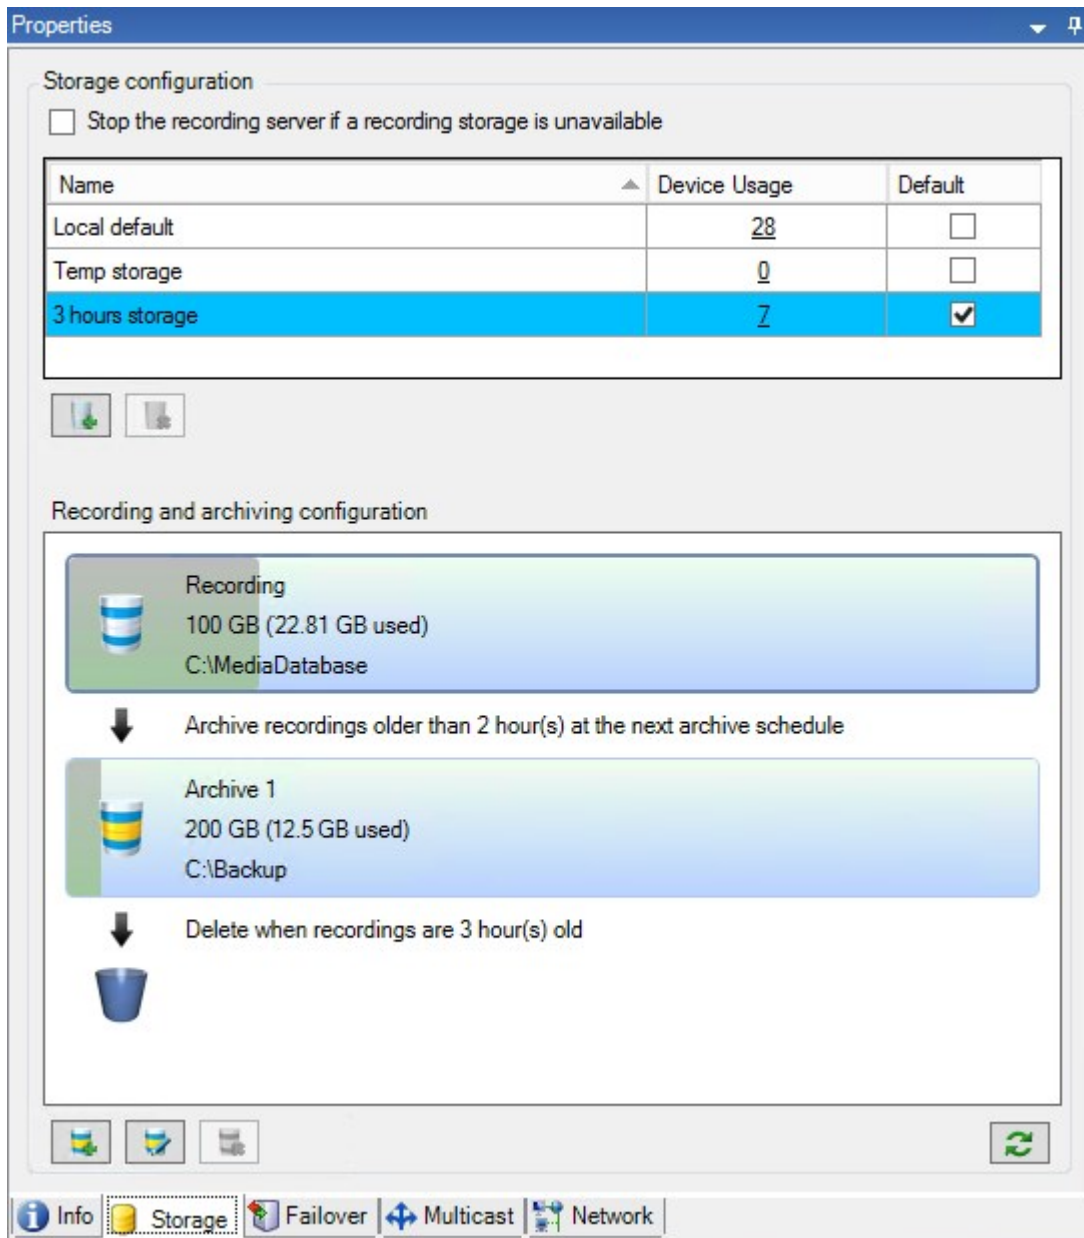 Properties
Storage configuration
Stop the recording server if a recording storage is unavailable
Name Device Usage Default
Local default 28
Temp storage 0
3 hours storage 7
Recording and archiving configuration
Recording
100 GB (22.81 GB used)
C:\MediaDatabase
Archive recordings older than 2 hour(s) at the next archive schedule
Archive 1
200 GB (12.5 GB used)
C:\Backup
Delete when recordings are 3 hour(s) old
Info Storage Failover Multicast Network